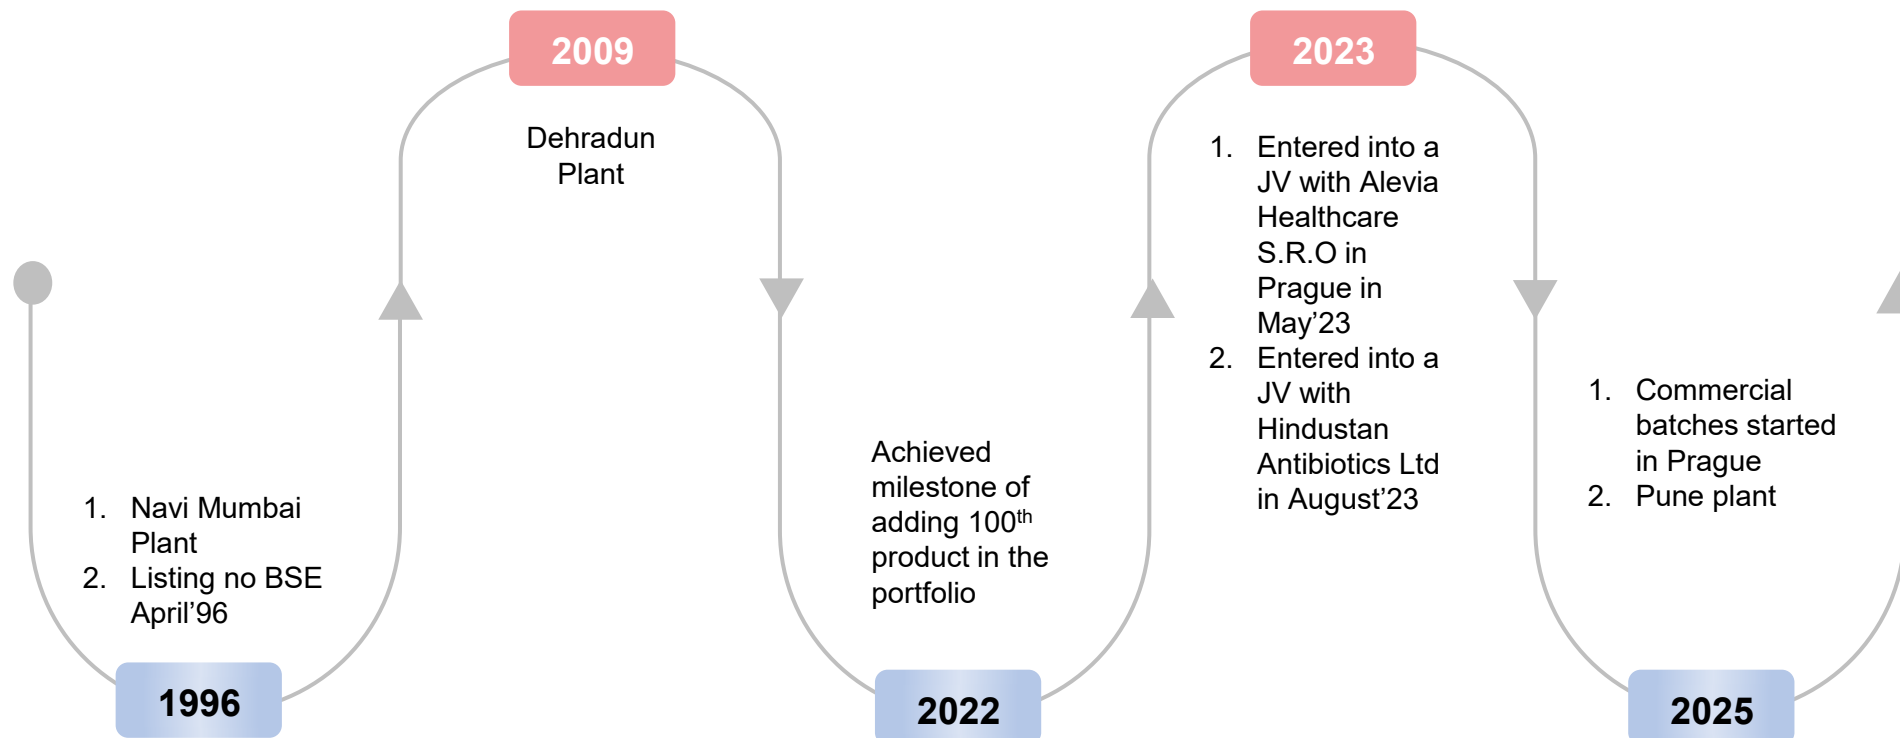 2009
Dehradun
Plant
2023
1. Entered into a
JV with Alevia
Healthcare
S.R.O in
Prague in
May’23
2. Entered into a
JV with
Hindustan
Antibiotics Ltd
in August’23
1. Navi Mumbai
Plant
2. Listing no BSE
April’96
1996
Achieved
milestone of
adding 100th
product in the
portfolio
2022
1. Commercial
batches started
in Prague
2. Pune plant
2025